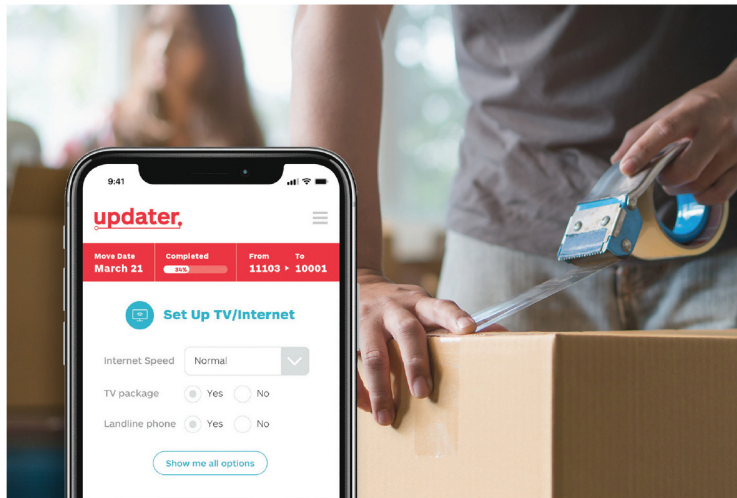 9:41
updater.
Move Date Completed From To
March 21 34% 11103 ▸ 10001
Set Up TV/Internet
Internet Speed Normal
TV package Yes No
Landline phone Yes No
Show me all options